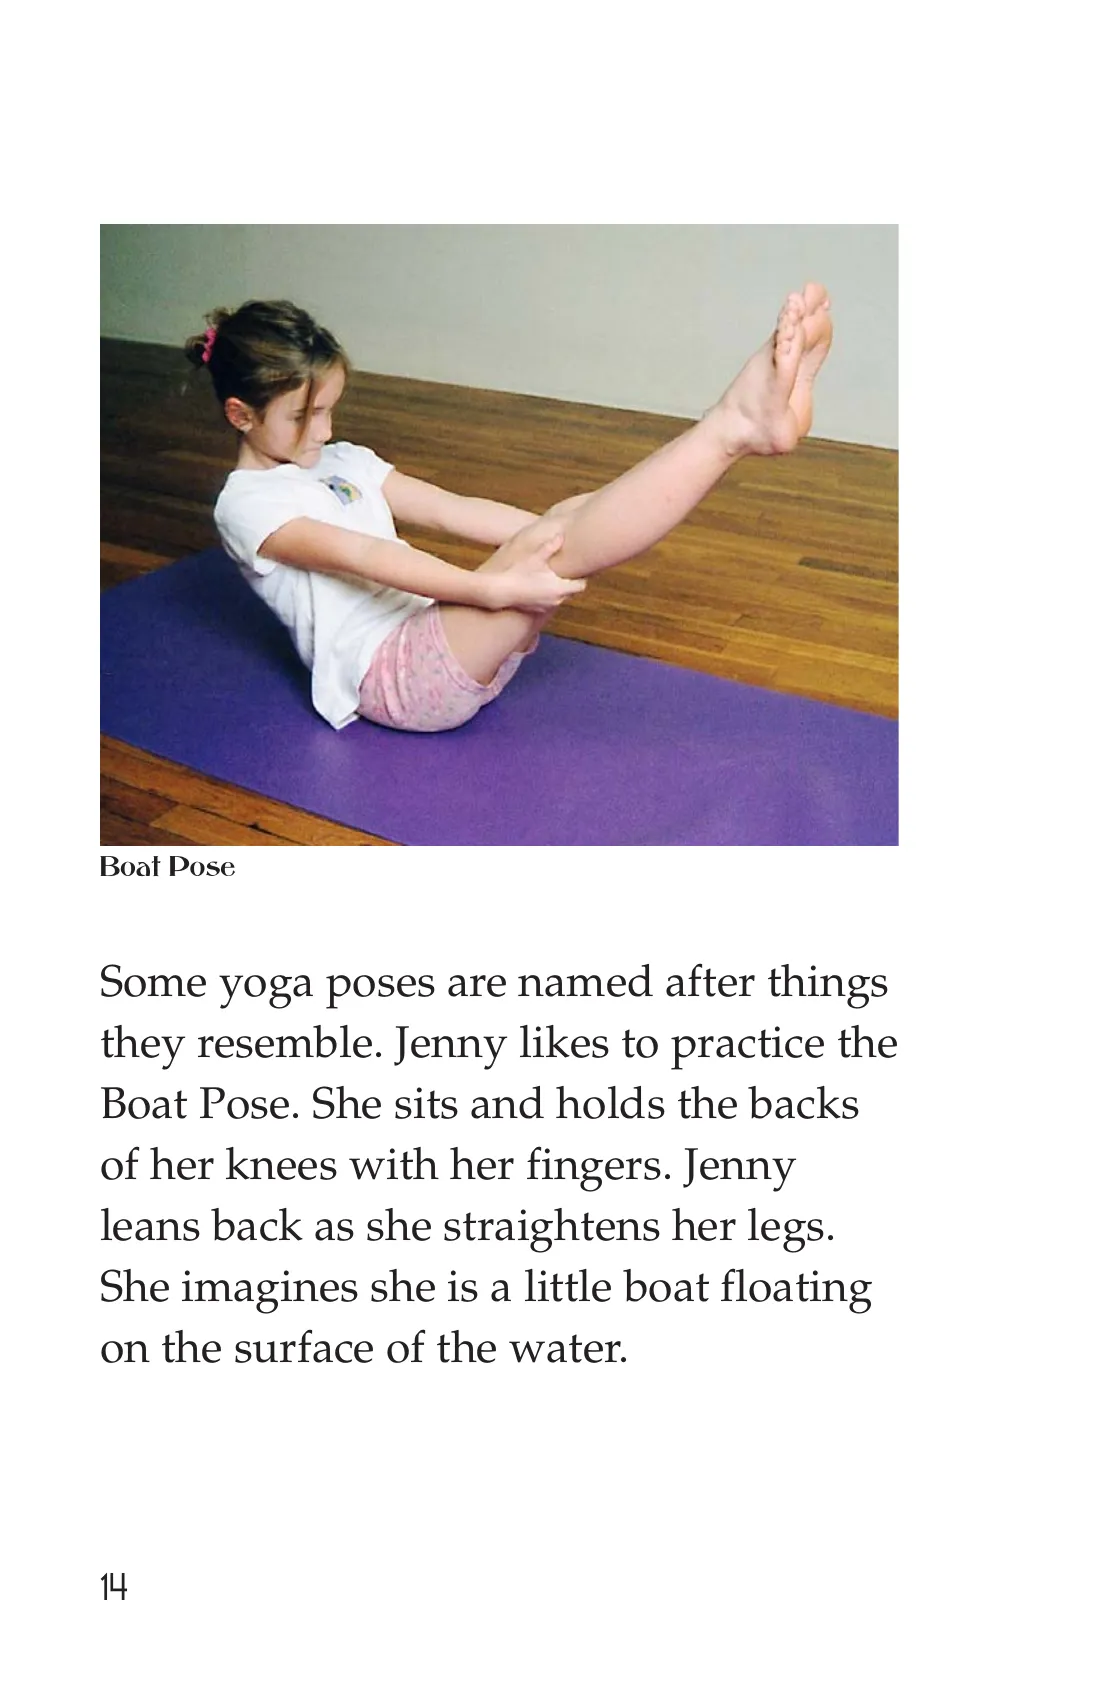 Boat Pose
Some yoga poses are named after things
they resemble. Jenny likes to practice the
Boat Pose. She sits and holds the backs
of her knees with her fingers. Jenny
leans back as she straightens her legs.
She imagines she is a little boat floating
on the surface of the water.
14